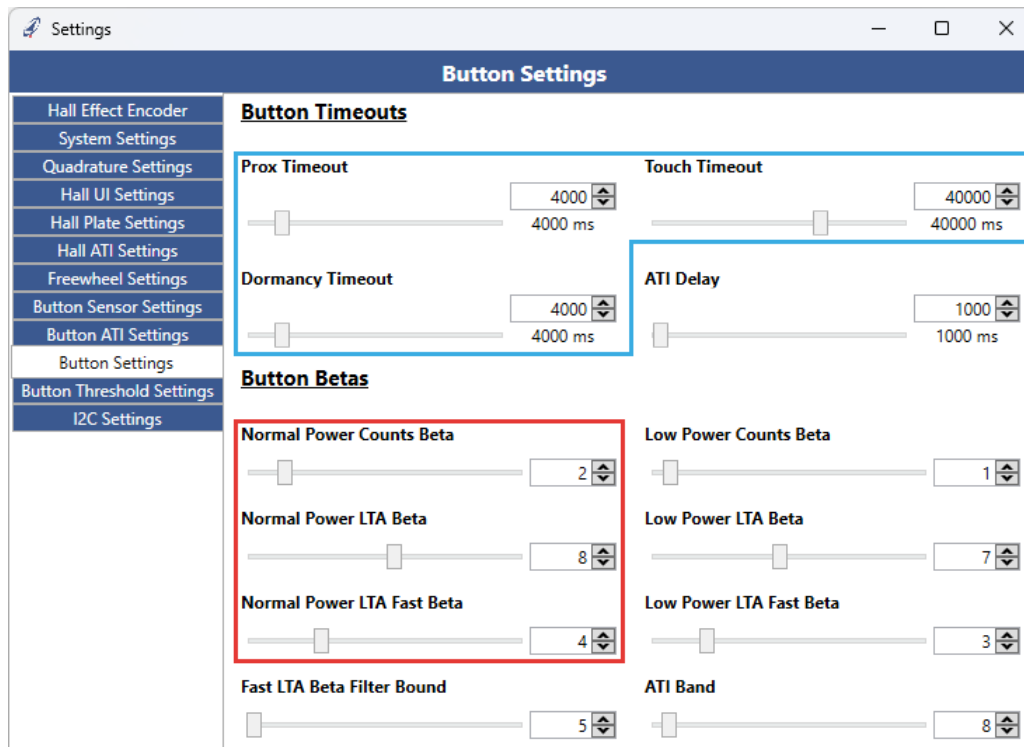 Settings
Button Settings
Hall Effect Encoder
System Settings
Quadrature Settings
Hall UI Settings
Hall Plate Settings
Hall ATI Settings
Freewheel Settings
Button Sensor Settings
Button ATI Settings
Button Settings
Button Threshold Settings
I2C Settings
Button Timeouts
Prox Timeout
4000
4000 ms
Touch Timeout
40000
40000 ms
Dormancy Timeout
4000
4000 ms
ATI Delay
1000
1000 ms
Button Betas
Normal Power Counts Beta
2
Low Power Counts Beta
1
Normal Power LTA Beta
8
Low Power LTA Beta
7
Normal Power LTA Fast Beta
4
Low Power LTA Fast Beta
3
Fast LTA Beta Filter Bound
5
ATI Band
8